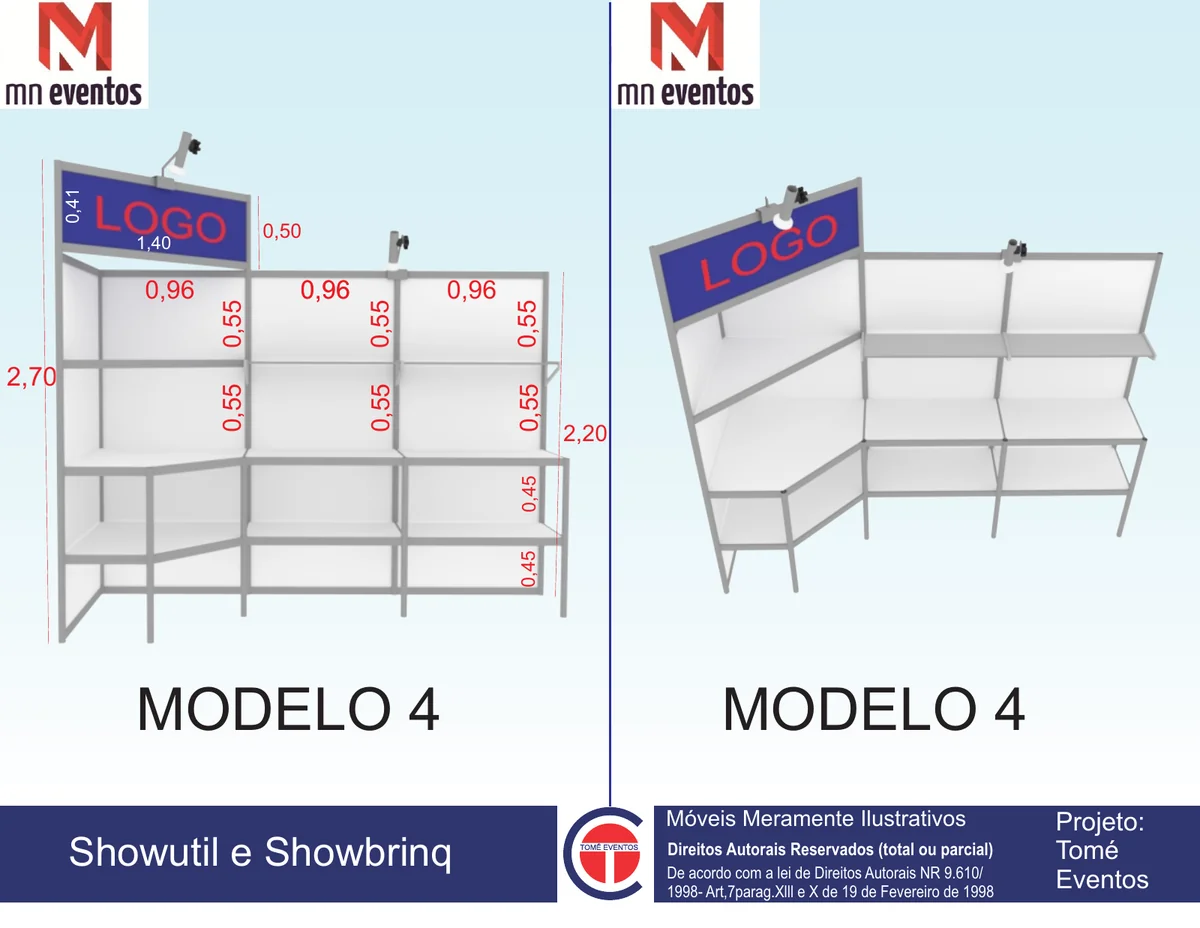 mn eventos
LOGO
0,41
1,40
0,50
0,96
0,96
0,96
0,55
0,55
0,55
2,70
0,55
0,55
0,55
2,20
0,45
0,45
MODELO 4
Showutil e Showbrinq
mn eventos
LOGO
MODELO 4
TOMÉ EVENTOS
Móveis Meramente Ilustrativos
Direitos Autorais Reservados (total ou parcial)
De acordo com a lei de Direitos Autorais NR 9.610/
1998- Art,7parag.XIII e X de 19 de Fevereiro de 1998
Projeto:
Tomé
Eventos